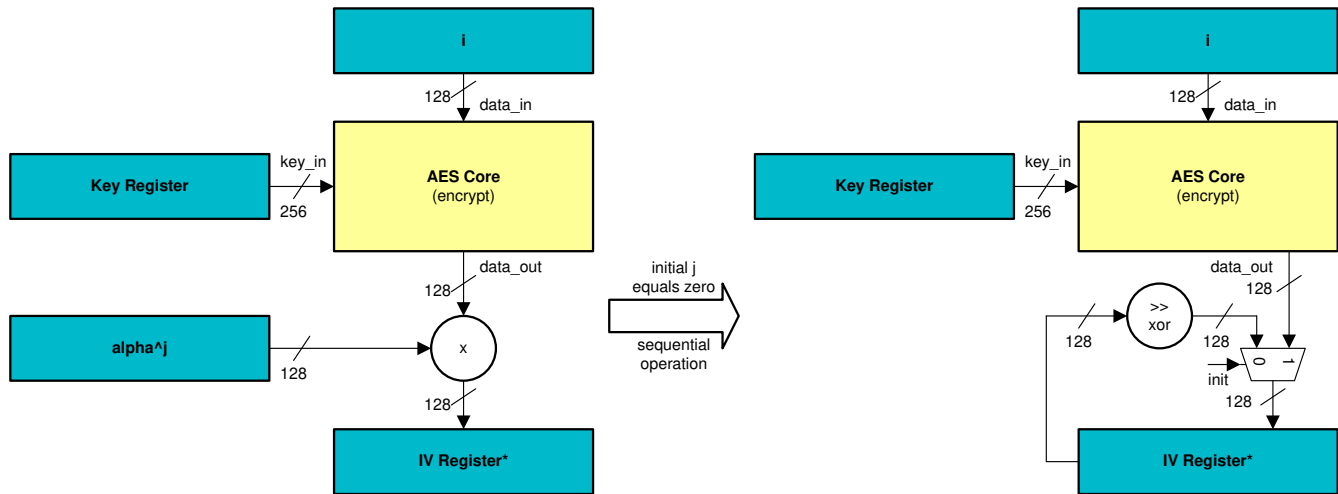 i
128
data_in
Key Register
key_in
256
AES Core
(encrypt)
data_out
128
alpha^j
128
x
128
IV Register*
initial j
equals zero
sequential
operation
i
128
data_in
Key Register
key_in
256
AES Core
(encrypt)
data_out
128
128
>>
xor
128
0
1
init
128
IV Register*